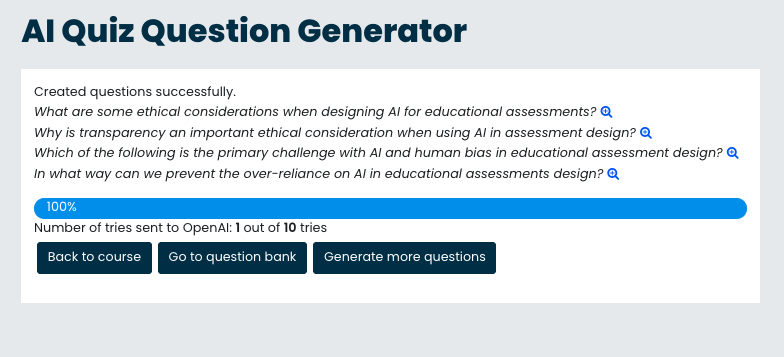 AI Quiz Question Generator
Created questions successfully.
What are some ethical considerations when designing AI for educational assessments?
Why is transparency an important ethical consideration when using AI in assessment design?
Which of the following is the primary challenge with AI and human bias in educational assessment design?
In what way can we prevent the over-reliance on AI in educational assessments design?
100%
Number of tries sent to OpenAI: 1 out of 10 tries
Back to course Go to question bank Generate more questions